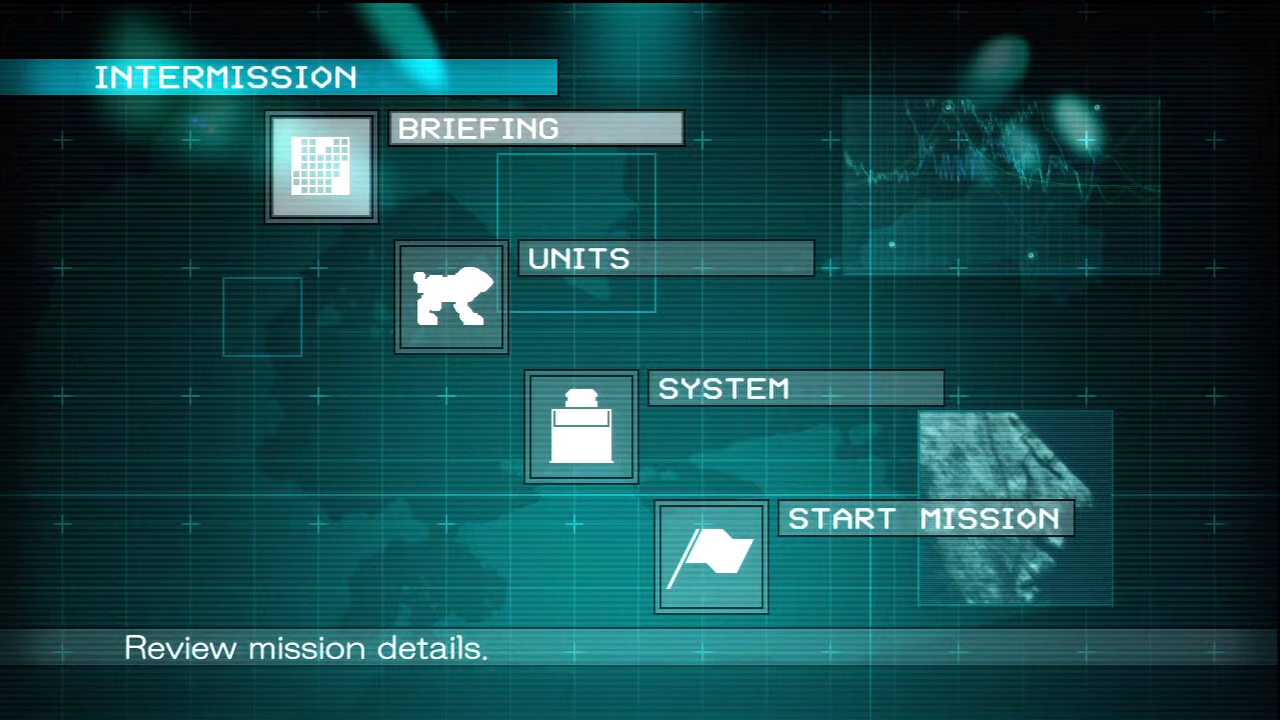 INTERMISSION
BRIEFING
UNITS
SYSTEM
START MISSION
Review mission details.